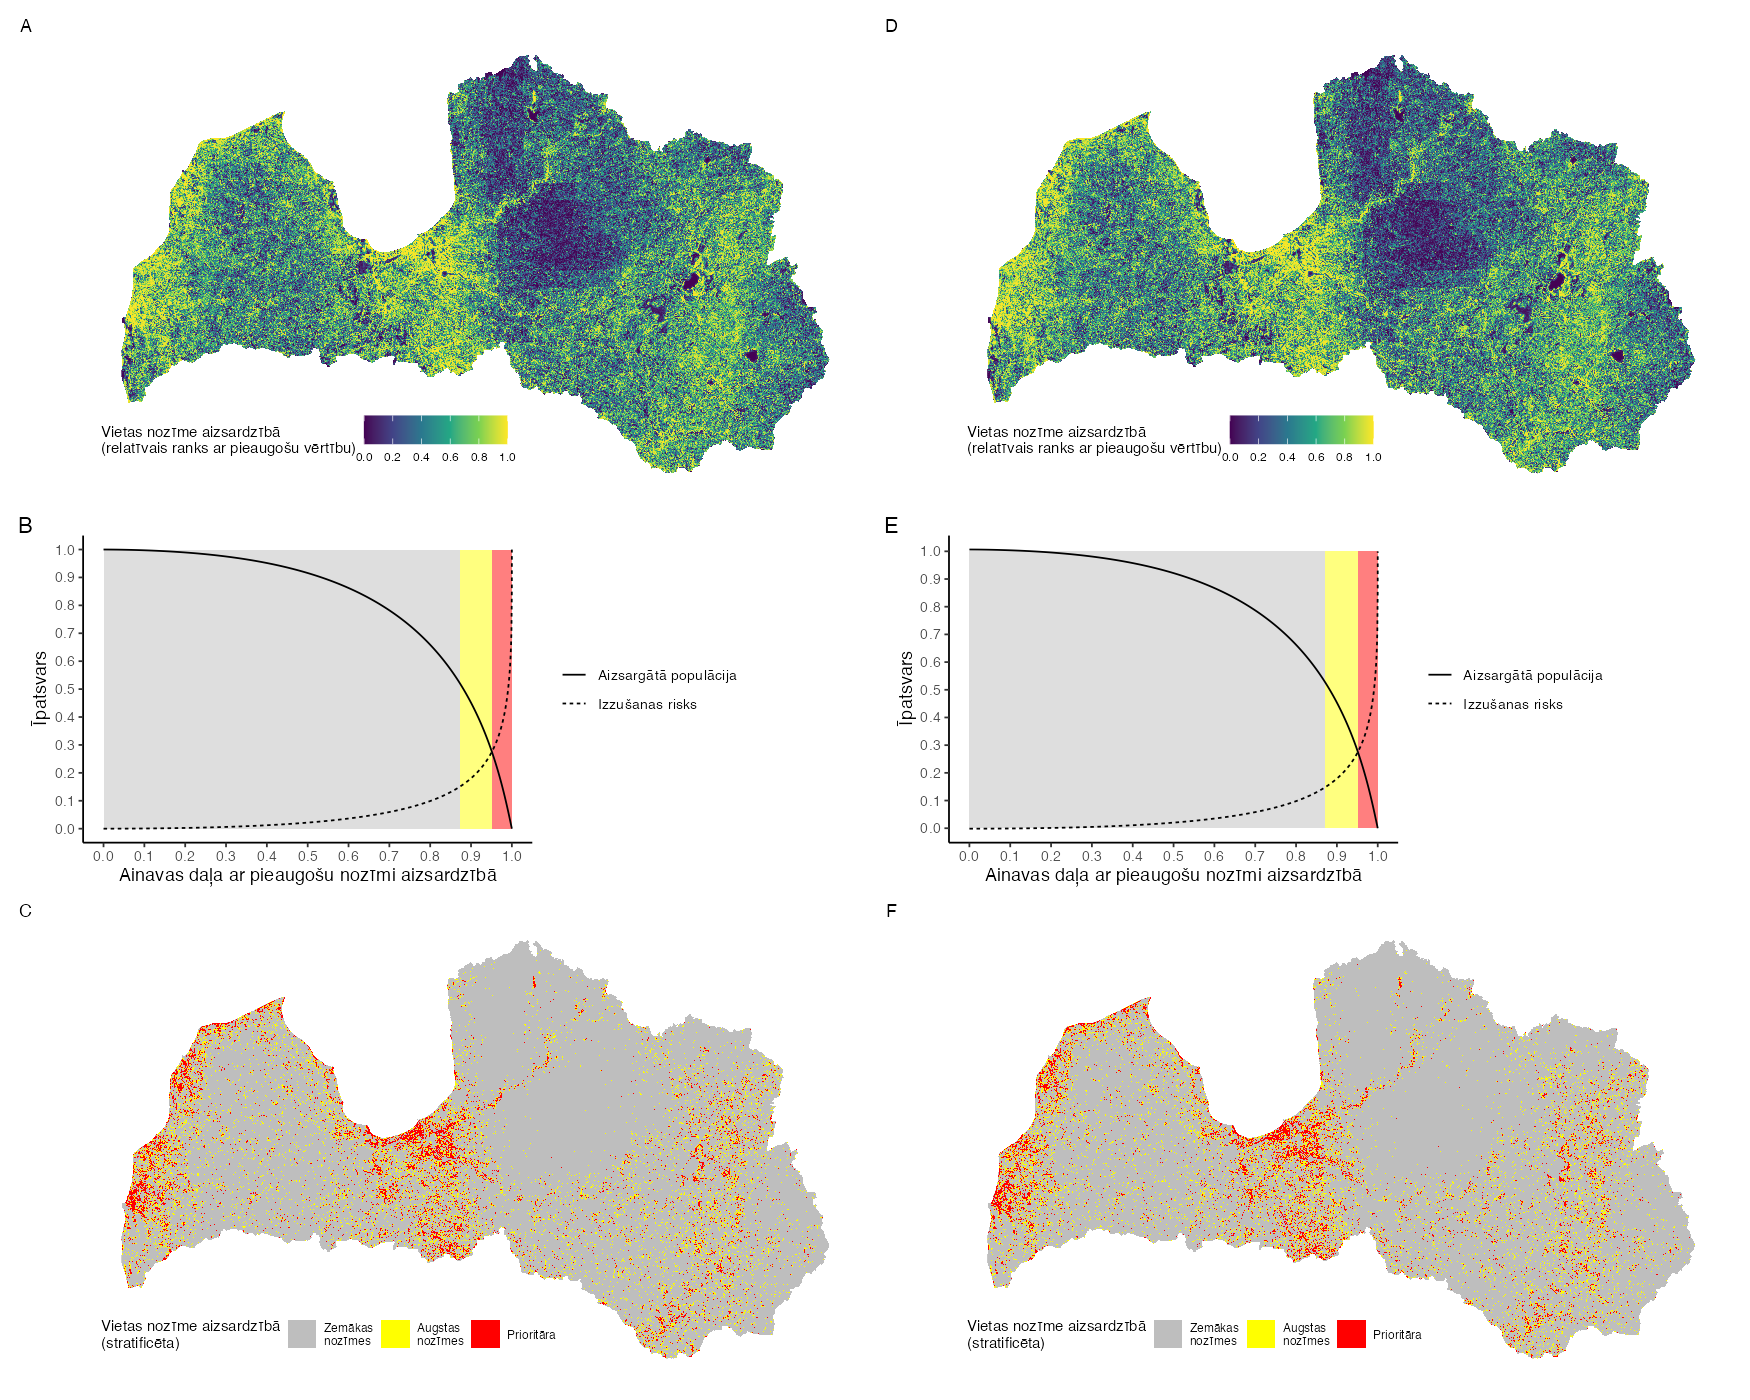 A
Vietas nozīme aizsardzībā
(relatīvais ranks ar pieaugošu vērtību)
0.0 0.2 0.4 0.6 0.8 1.0
D
Vietas nozīme aizsardzībā
(relatīvais ranks ar pieaugošu vērtību)
0.0 0.2 0.4 0.6 0.8 1.0
B
Īpatsvars
1.0
0.9
0.8
0.7
0.6
0.5
0.4
0.3
0.2
0.1
0.0
0.0 0.1 0.2 0.3 0.4 0.5 0.6 0.7 0.8 0.9 1.0
Ainavas daļa ar pieaugošu nozīmi aizsardzībā
Aizsargātā populācija
Izzušanas risks
E
Īpatsvars
1.0
0.9
0.8
0.7
0.6
0.5
0.4
0.3
0.2
0.1
0.0
0.0 0.1 0.2 0.3 0.4 0.5 0.6 0.7 0.8 0.9 1.0
Ainavas daļa ar pieaugošu nozīmi aizsardzībā
Aizsargātā populācija
Izzušanas risks
C
Vietas nozīme aizsardzībā
(stratificēta)
Zemākas
nozīmes
Augstas
nozīmes
Prioritāra
F
Vietas nozīme aizsardzībā
(stratificēta)
Zemākas
nozīmes
Augstas
nozīmes
Prioritāra